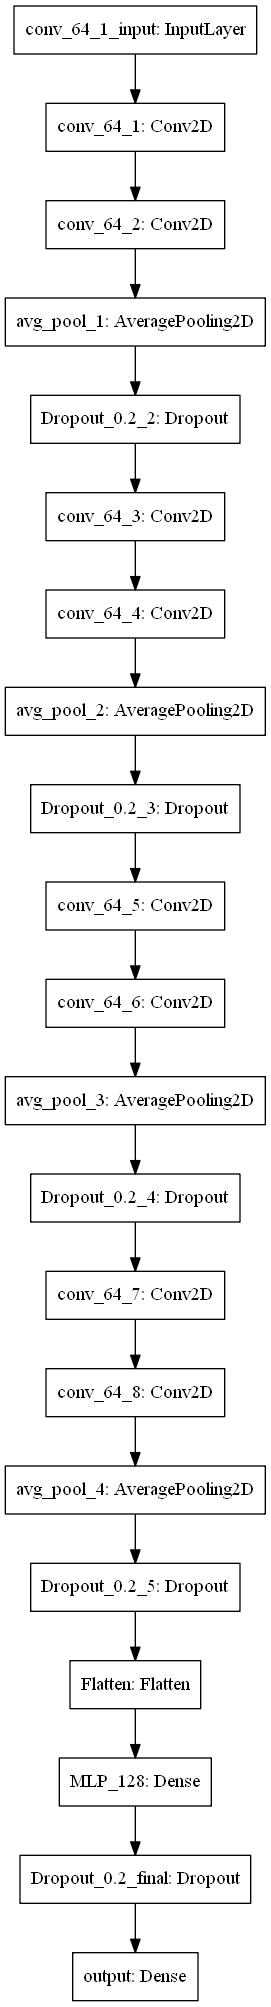 conv_64_1_input: InputLayer
conv_64_1: Conv2D
conv_64_2: Conv2D
avg_pool_1: AveragePooling2D
Dropout_0.2_2: Dropout
conv_64_3: Conv2D
conv_64_4: Conv2D
avg_pool_2: AveragePooling2D
Dropout_0.2_3: Dropout
conv_64_5: Conv2D
conv_64_6: Conv2D
avg_pool_3: AveragePooling2D
Dropout_0.2_4: Dropout
conv_64_7: Conv2D
conv_64_8: Conv2D
avg_pool_4: AveragePooling2D
Dropout_0.2_5: Dropout
Flatten: Flatten
MLP_128: Dense
Dropout_0.2_final: Dropout
output: Dense